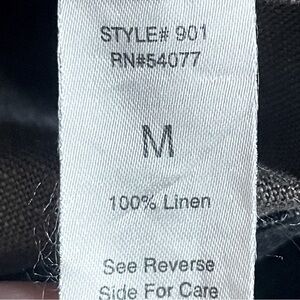 STYLE# 901
RN#54077
M
100% Linen
See Reverse
Side For Care